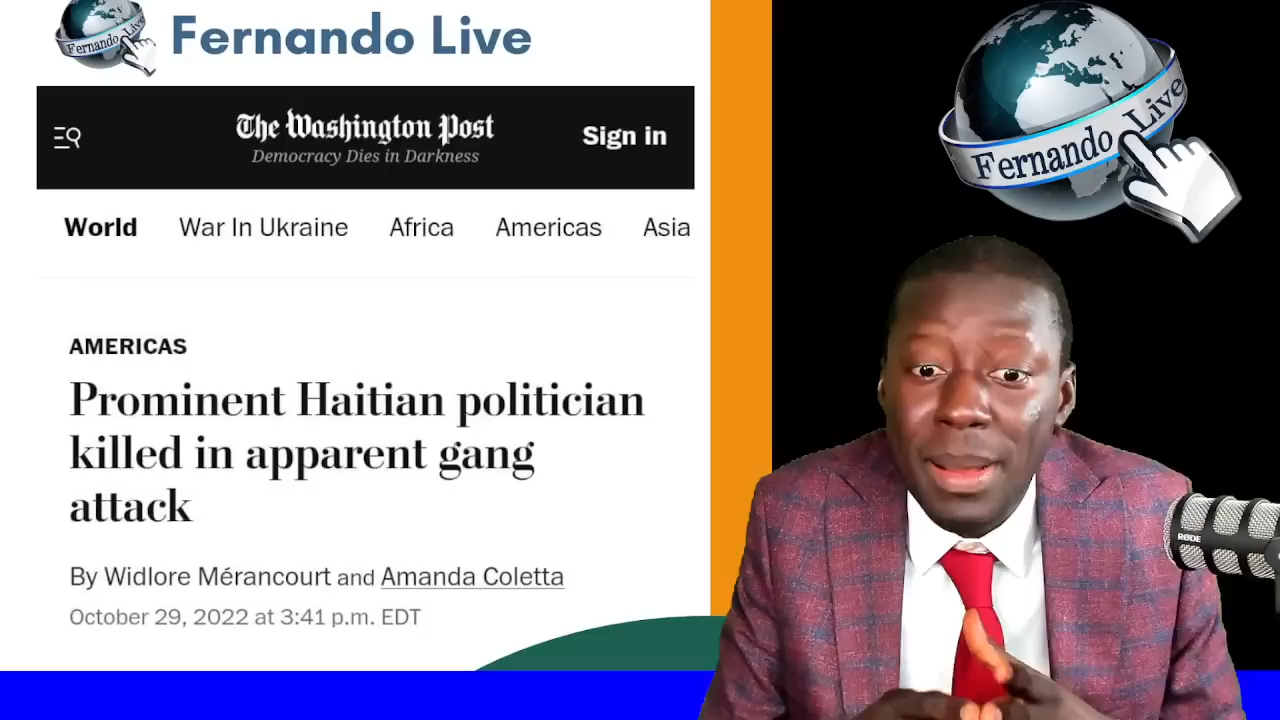 Fernando Live
Fernando Live
The Washington Post
Democracy Dies in Darkness
Sign in
World War In Ukraine Africa Americas Asia
AMERICAS
Prominent Haitian politician
killed in apparent gang
attack
By Widlore Mérancourt and Amanda Coletta
October 29, 2022 at 3:41 p.m. EDT
Fernando Live
RØDE